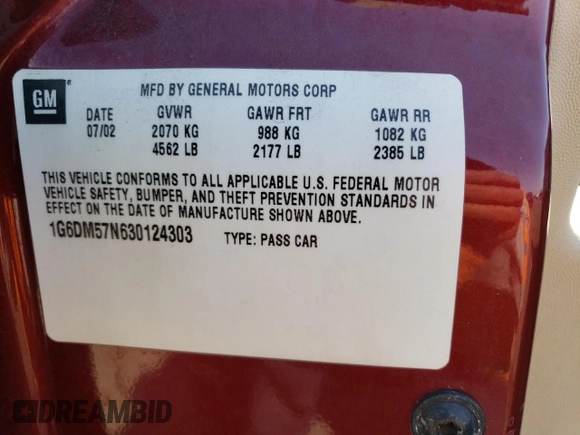 GM
MFD BY GENERAL MOTORS CORP
DATE GVWR GAWR FRT GAWR RR
07/02 2070 KG 988 KG 1082 KG
4562 LB 2177 LB 2385 LB
THIS VEHICLE CONFORMS TO ALL APPLICABLE U.S. FEDERAL MOTOR
VEHICLE SAFETY, BUMPER, AND THEFT PREVENTION STANDARDS IN
EFFECT ON THE DATE OF MANUFACTURE SHOWN ABOVE.
1G6DM57N630124303 TYPE: PASS CAR
DREAMBID